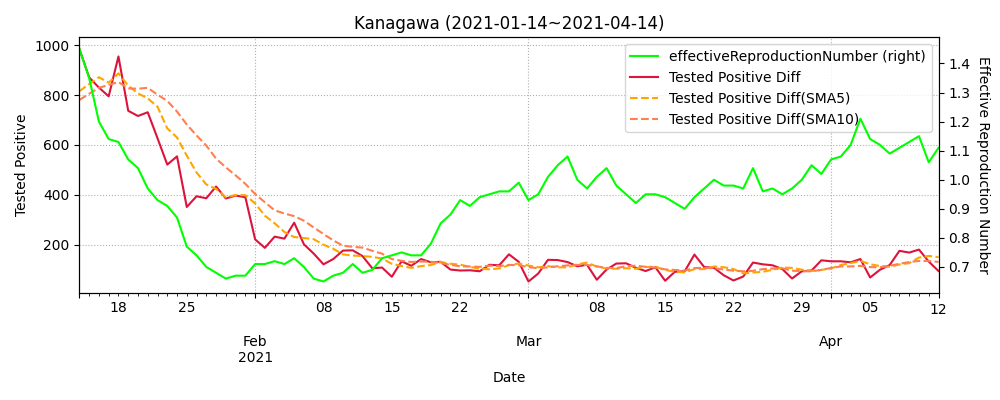 Kanagawa (2021-01-14~2021-04-14)
effectiveReproductionNumber (right)
Tested Positive Diff
Tested Positive Diff(SMA5)
Tested Positive Diff(SMA10)
Tested Positive
1000
800
600
400
200
Effective Reproduction Number
1.4
1.3
1.2
1.1
1.0
0.9
0.8
0.7
18 25 08 15 22 08 15 22 29 05 12
Feb Mar Apr
2021
Date